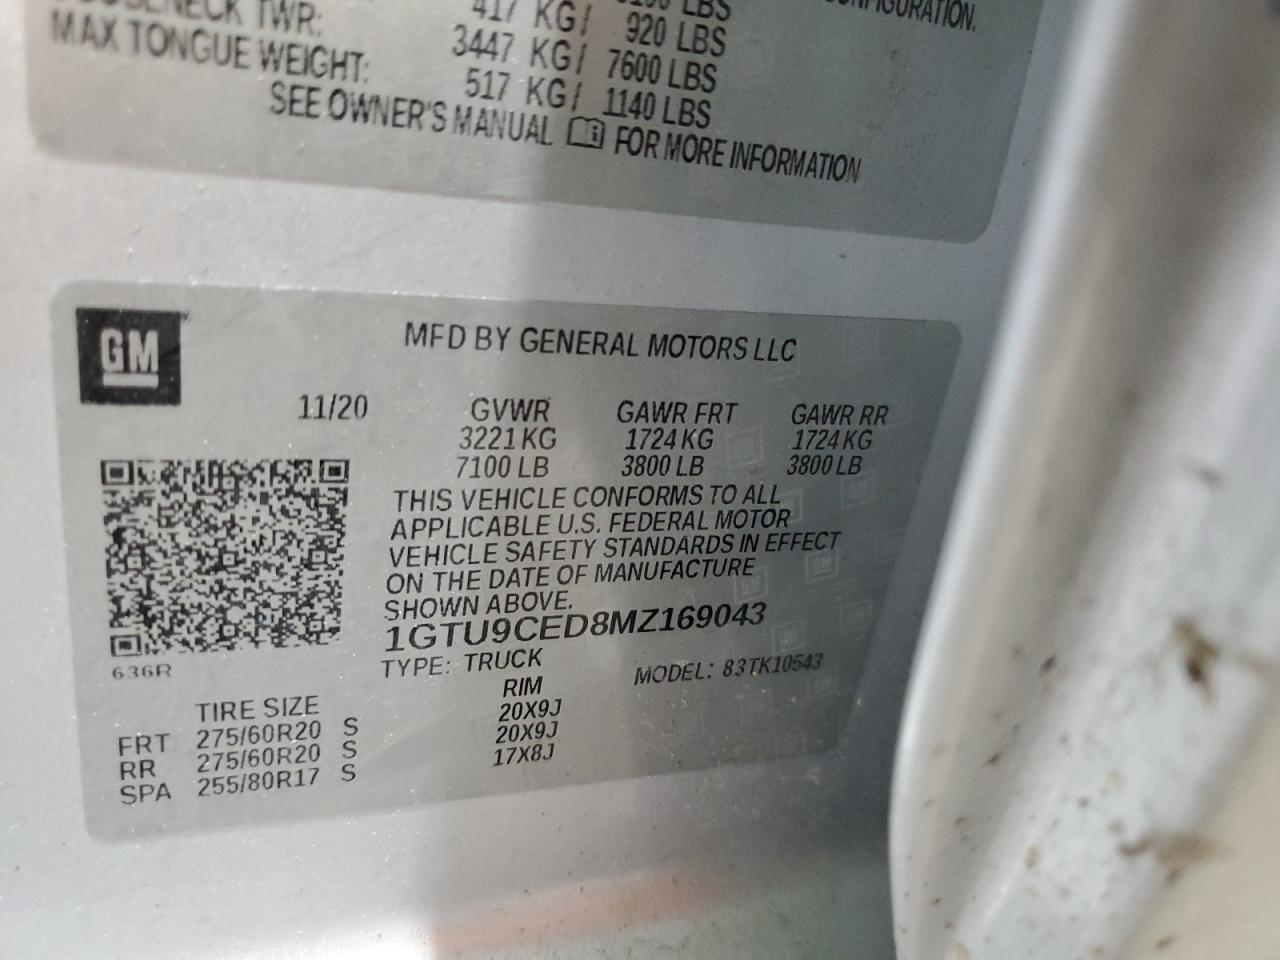 TWR: 417 KG/ 920 LBS
3447 KG/ 7600 LBS
MAX TONGUE WEIGHT: 517 KG/ 1140 LBS
SEE OWNER'S MANUAL FOR MORE INFORMATION
GM
MFD BY GENERAL MOTORS LLC
11/20 GVWR GAWR FRT GAWR RR
3221 KG 1724 KG 1724 KG
7100 LB 3800 LB 3800 LB
THIS VEHICLE CONFORMS TO ALL
APPLICABLE U.S. FEDERAL MOTOR
VEHICLE SAFETY STANDARDS IN EFFECT
ON THE DATE OF MANUFACTURE
SHOWN ABOVE.
1GTU9CED8MZ169043
636R TYPE: TRUCK MODEL: 83TK10543
TIRE SIZE RIM
FRT 275/60R20 S 20X9J
RR 275/60R20 S 20X9J
SPA 255/80R17 S 17X8J